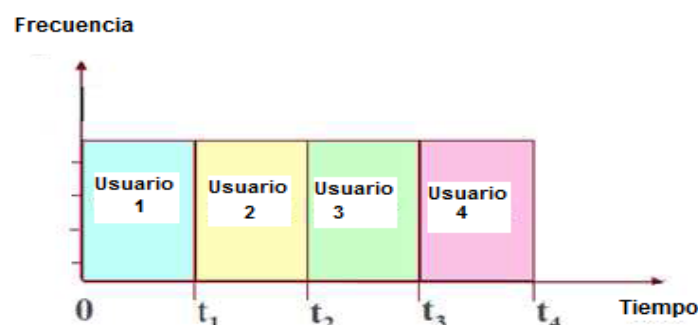 Frecuencia
Usuario
1
Usuario
2
Usuario
3
Usuario
4
0 t1 t2 t3 t4 Tiempo